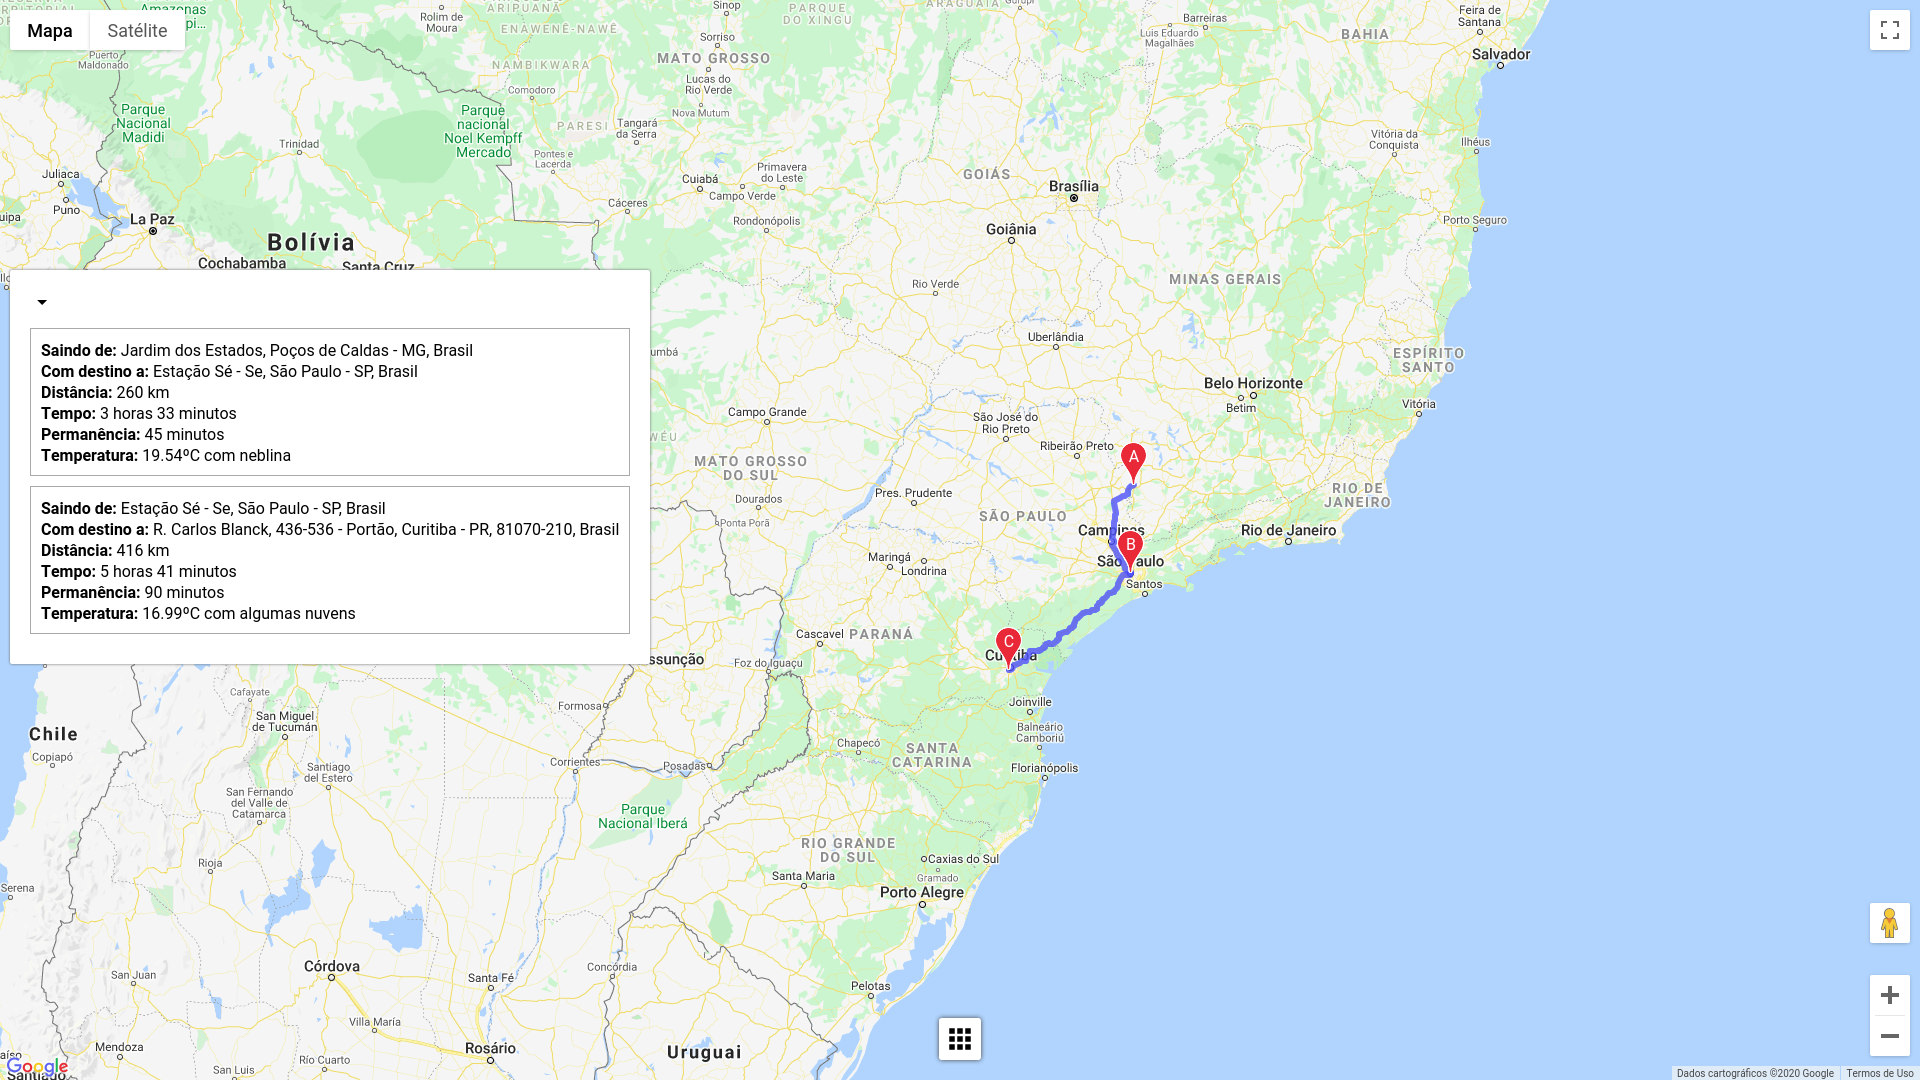 Mapa
Satélite
Amazonas
Rolim de
Moura
ARIPUANÃ
ENAWENÊ-NAWÊ
Sinop
PARQUE
DO XINGU
ARAGUAIA
Gurupi
Barreiras
Luis Eduardo
Magalhães
BAHIA
Feira de
Santana
Salvador
Puerto
Maldonado
Sorriso
MATO GROSSO
NAMBIKWARA
Lucas do
Rio Verde
Comodoro
Nova Mutum
Parque
Nacional
Madidi
Parque
nacional
Noel Kempff
Mercado
PARESI
Tangará
da Serra
Trinidad
Pontes e
Lacerda
Primavera
do Leste
Vitória da
Conquista
Ilhéus
Juliaca
Puno
Cuiabá
Campo Verde
GOIÁS
Brasília
Cáceres
Rondonópolis
Porto Seguro
La Paz
Goiânia
Bolívia
Cochabamba
Santa Cruz
MINAS GERAIS
Rio Verde
Uberlândia
ESPÍRITO
SANTO
Belo Horizonte
Betim
Vitória
Saindo de: Jardim dos Estados, Poços de Caldas - MG, Brasil
Com destino a: Estação Sé - Se, São Paulo - SP, Brasil
Distância: 260 km
Tempo: 3 horas 33 minutos
Permanência: 45 minutos
Temperatura: 19.54ºC com neblina
Saindo de: Estação Sé - Se, São Paulo - SP, Brasil
Com destino a: R. Carlos Blanck, 436-536 - Portão, Curitiba - PR, 81070-210, Brasil
Distância: 416 km
Tempo: 5 horas 41 minutos
Permanência: 90 minutos
Temperatura: 16.99ºC com algumas nuvens
Campo Grande
São José do
Rio Preto
Ribeirão Preto
A
MATO GROSSO
DO SUL
Dourados
Pres. Prudente
Ponta Porã
SÃO PAULO
RIO DE
JANEIRO
Campinas
Rio de Janeiro
B
São Paulo
Maringá
Londrina
Santos
Cascavel
PARANÁ
C
Curitiba
Foz do Iguaçu
Formosa
Joinville
Balneário
Camboriú
Cafayate
San Miguel
de Tucumán
Chile
Copiapó
Chapecó
SANTA
CATARINA
Florianópolis
Corrientes
Posadas
Santiago
del Estero
San Fernando
del Valle de
Catamarca
Parque
Nacional Iberá
RIO GRANDE
DO SUL
Caxias do Sul
Gramado
Rioja
Serena
Santa Maria
Porto Alegre
Córdova
San Juan
Santa Fé
Concórdia
Pelotas
Villa María
Mendoza
Río Cuarto
Rosário
Uruguai
San Luis
Santiago
Google
Dados cartográficos ©2020 Google
Termos de Uso